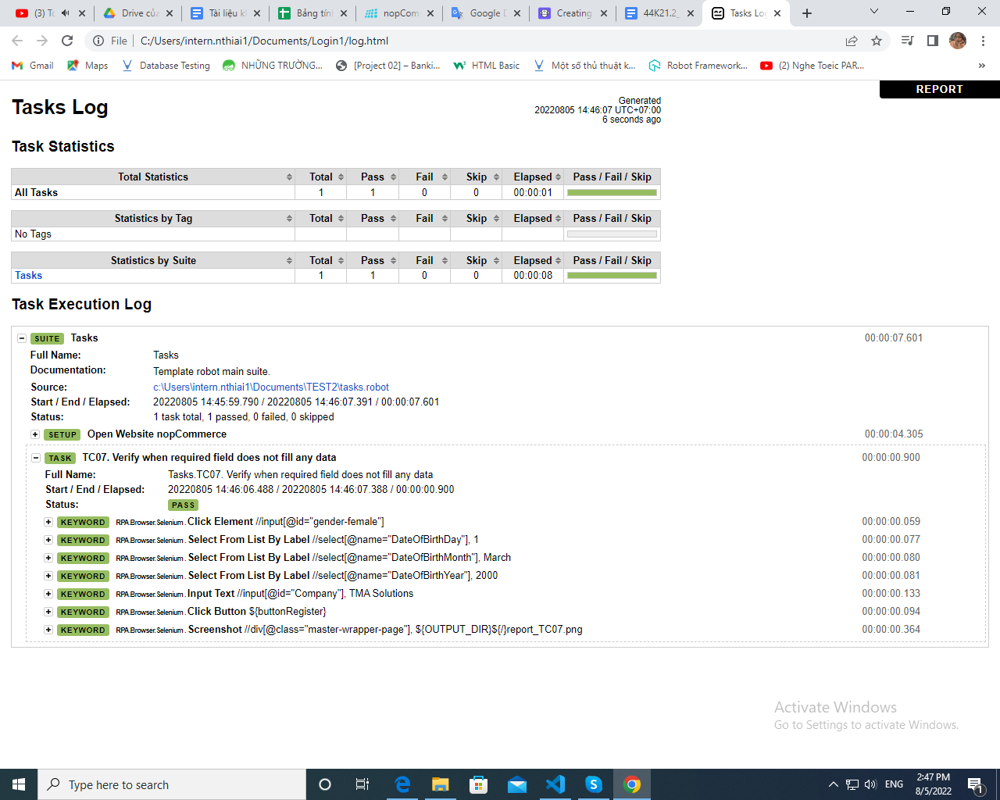 (3) To
Drive củ
Tài liệu k
Bảng tín
nopCom
Google D
Creating
44K21.2_
Tasks Lo
File | C:/Users/intern.nthiai1/Documents/Login1/log.html
Gmail
Maps
Database Testing
NHỮNG TRƯỜNG...
[Project 02] – Banki...
HTML Basic
Một số thủ thuật k...
Robot Framework...
(2) Nghe Toeic PAR...
»
REPORT
Tasks Log
Generated
20220805 14:46:07 UTC+07:00
6 seconds ago
Task Statistics
Total Statistics Total Pass Fail Skip Elapsed Pass / Fail / Skip
All Tasks 1 1 0 0 00:00:01
Statistics by Tag Total Pass Fail Skip Elapsed Pass / Fail / Skip
No Tags
Statistics by Suite Total Pass Fail Skip Elapsed Pass / Fail / Skip
Tasks 1 1 0 0 00:00:08
Task Execution Log
SUITE Tasks 00:00:07.601
Full Name: Tasks
Documentation: Template robot main suite.
Source: c:\Users\intern.nthiai1\Documents\TEST2\tasks.robot
Start / End / Elapsed: 20220805 14:45:59.790 / 20220805 14:46:07.391 / 00:00:07.601
Status: 1 task total, 1 passed, 0 failed, 0 skipped
SETUP Open Website nopCommerce 00:00:04.305
TASK TC07. Verify when required field does not fill any data 00:00:00.900
Full Name: Tasks.TC07. Verify when required field does not fill any data
Start / End / Elapsed: 20220805 14:46:06.488 / 20220805 14:46:07.388 / 00:00:00.900
Status: PASS
KEYWORD RPA.Browser.Selenium. Click Element //input[@id="gender-female"] 00:00:00.059
KEYWORD RPA.Browser.Selenium. Select From List By Label //select[@name="DateOfBirthDay"], 1 00:00:00.077
KEYWORD RPA.Browser.Selenium. Select From List By Label //select[@name="DateOfBirthMonth"], March 00:00:00.080
KEYWORD RPA.Browser.Selenium. Select From List By Label //select[@name="DateOfBirthYear"], 2000 00:00:00.081
KEYWORD RPA.Browser.Selenium. Input Text //input[@id="Company"], TMA Solutions 00:00:00.133
KEYWORD RPA.Browser.Selenium. Click Button ${buttonRegister} 00:00:00.094
KEYWORD RPA.Browser.Selenium. Screenshot //div[@class="master-wrapper-page"], ${OUTPUT_DIR}${/}report_TC07.png 00:00:00.364
Activate Windows
Go to Settings to activate Windows.
Type here to search
ENG
2:47 PM
8/5/2022
1